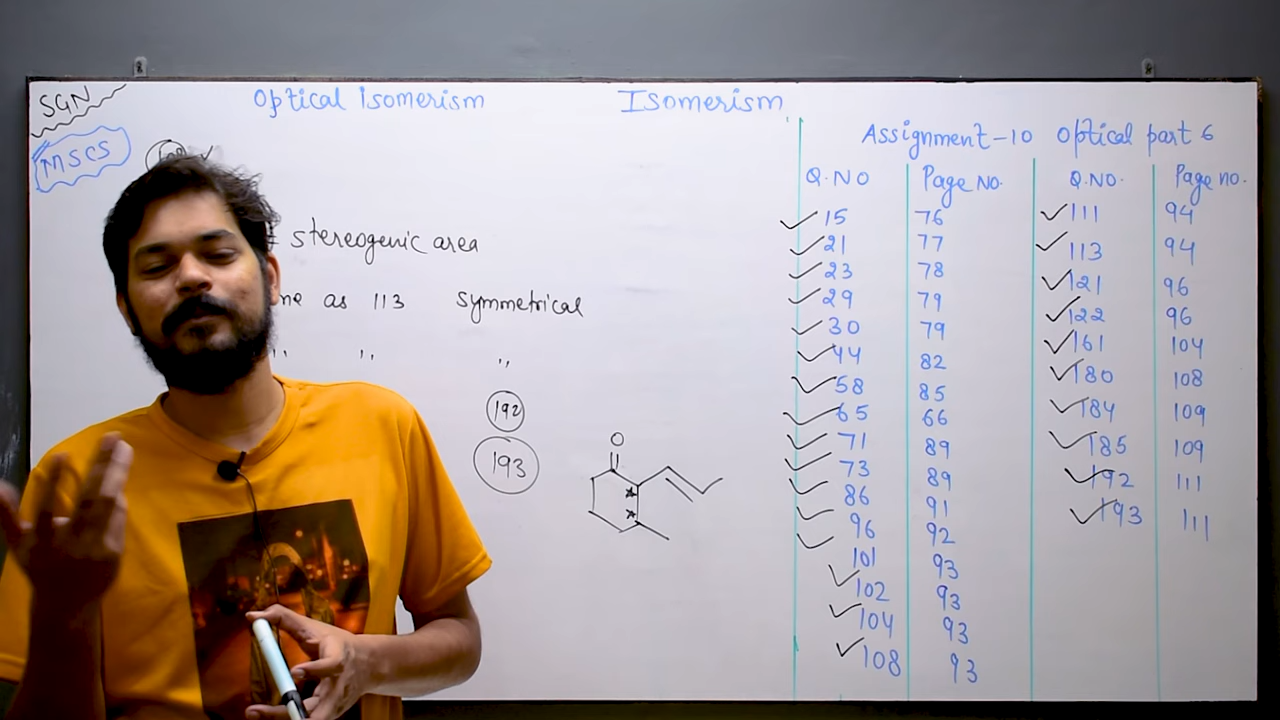 SGN
MSCS
Optical Isomerism
Isomerism
= stereogenic area
as 113 symmetrical
'' '' ''
192
193
O
Assignment-10 Optical part 6
Q.NO Page No. Q.NO. Page no.
15 76 111 94
21 77 113 94
23 78 121 96
29 79 122 96
30 79 161 104
44 82 180 108
58 85 184 109
65 66 185 109
71 89 192 111
73 89 193 111
86 91
96 92
101 93
102 93
104 93
108 93